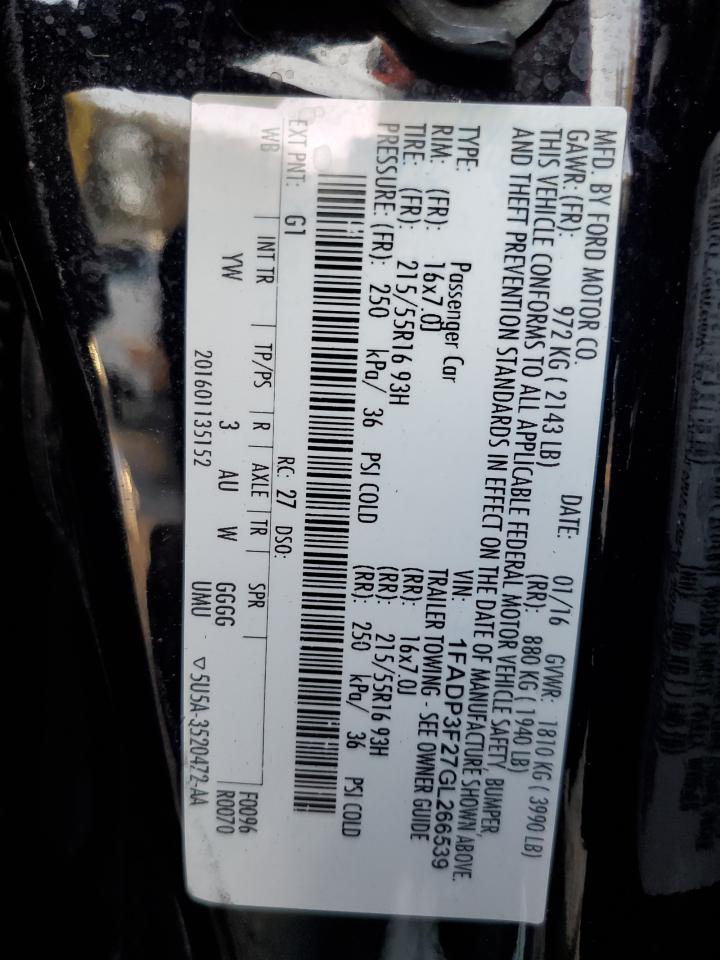 MFD. BY FORD MOTOR CO.
DATE: 01/16 GVWR: 1810 KG ( 3990 LB)
GAWR: (FR): 972 KG ( 2143 LB) (RR): 880 KG ( 1940 LB)
THIS VEHICLE CONFORMS TO ALL APPLICABLE FEDERAL MOTOR VEHICLE SAFETY, BUMPER,
AND THEFT PREVENTION STANDARDS IN EFFECT ON THE DATE OF MANUFACTURE SHOWN ABOVE.
VIN: 1FADP3F27GL266539
TYPE: Passenger Car TRAILER TOWING - SEE OWNER GUIDE
RIM: (FR): 16x7.0J (RR): 16x7.0J
TIRE: (FR): 215/55R16 93H (RR): 215/55R16 93H
PRESSURE: (FR): 250 kPa/ 36 PSI COLD (RR): 250 kPa/ 36 PSI COLD
EXT PNT: G1 RC: 27 DSO: F0096
WB INT TR TP/PS R AXLE TR SPR R0070
YW 3 AU W GGGG
201601135152 UMU ▽5U5A-3520472-AA